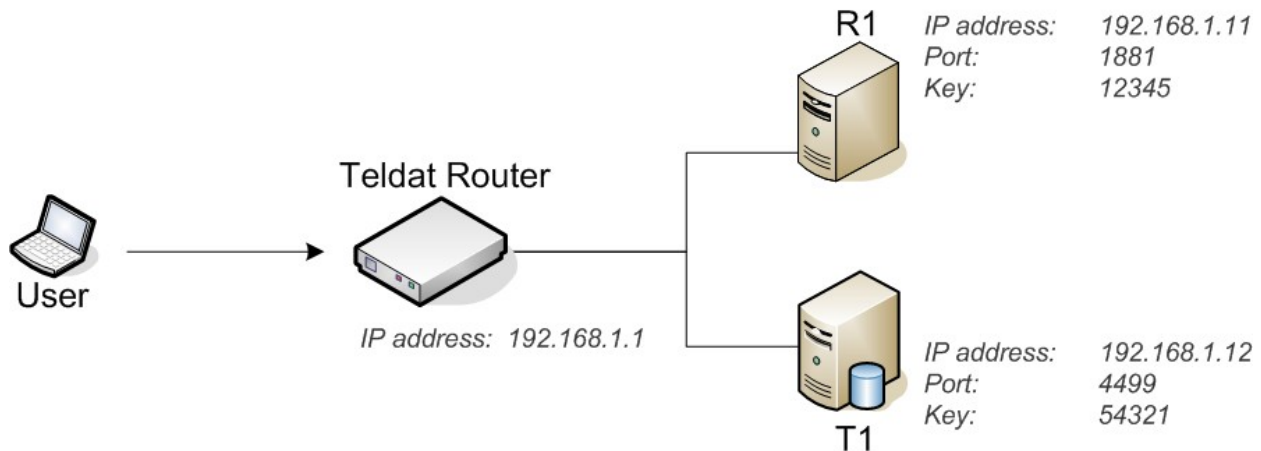 R1
IP address: 192.168.1.11
Port: 1881
Key: 12345
Teldat Router
User
IP address: 192.168.1.1
IP address: 192.168.1.12
Port: 4499
Key: 54321
T1